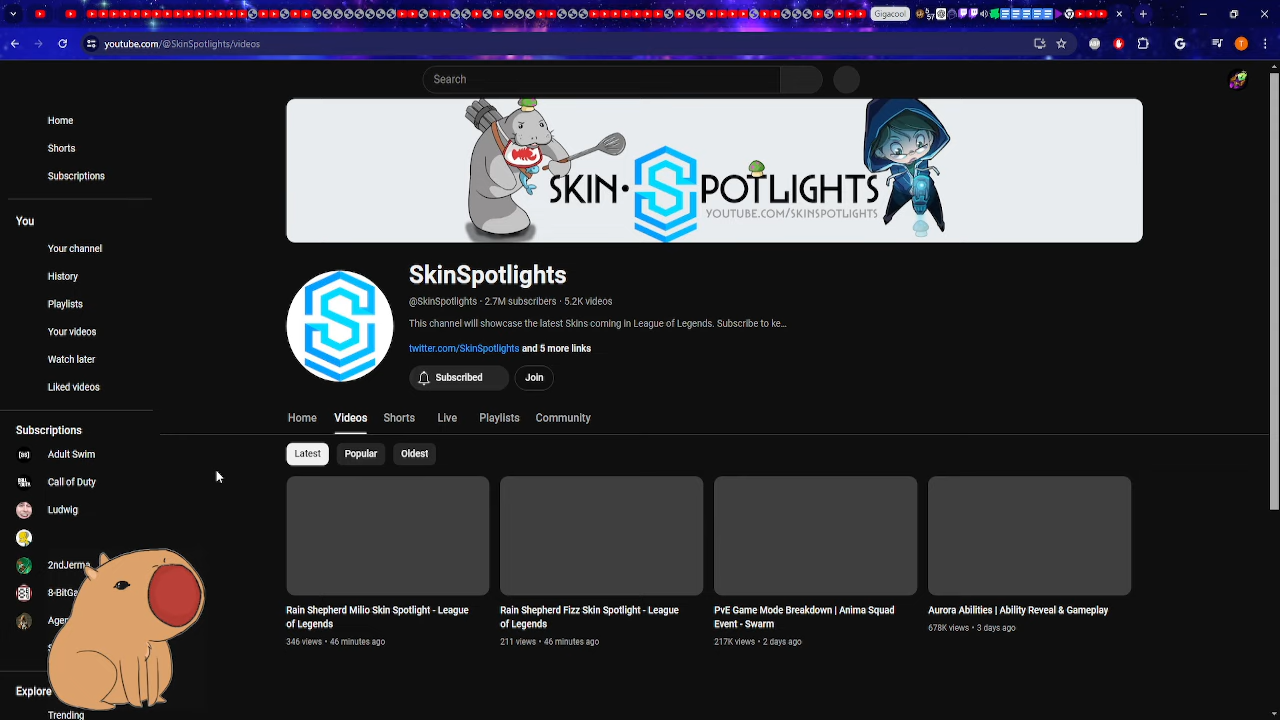 Gigacool
youtube.com/@SkinSpotlights/videos
Search
Home
Shorts
Subscriptions
You
Your channel
History
Playlists
Your videos
Watch later
Liked videos
Subscriptions
Adult Swim
Call of Duty
Ludwig
2ndJerma
8-BitGa
Explore
Trending
SKIN·SPOTLIGHTS
YOUTUBE.COM/SKINSPOTLIGHTS
SkinSpotlights
@SkinSpotlights · 2.7M subscribers · 5.2K videos
This channel will showcase the latest Skins coming in League of Legends. Subscribe to ke...
twitter.com/SkinSpotlights and 5 more links
Subscribed
Join
Home Videos Shorts Live Playlists Community
Latest Popular Oldest
Rain Shepherd Milio Skin Spotlight - League
of Legends
346 views · 46 minutes ago
Rain Shepherd Fizz Skin Spotlight - League
of Legends
211 views · 46 minutes ago
PvE Game Mode Breakdown | Anima Squad
Event - Swarm
217K views · 2 days ago
Aurora Abilities | Ability Reveal & Gameplay
678K views · 3 days ago